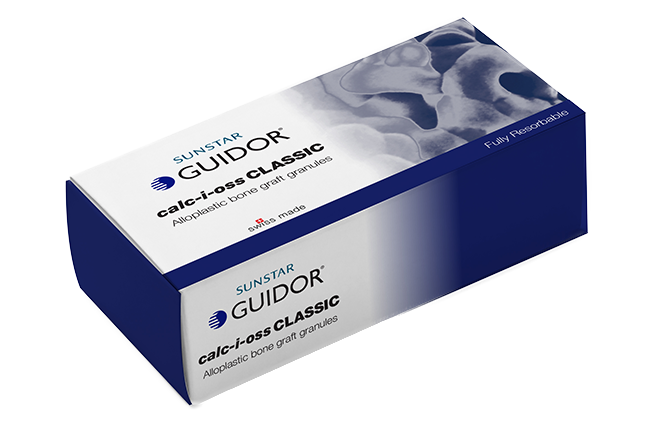 SUNSTAR
GUIDOR®
calc-i-oss CLASSIC
Alloplastic bone graft granules
swiss made
Fully Resorbable
SUNSTAR
GUIDOR®
calc-i-oss CLASSIC
Alloplastic bone graft granules